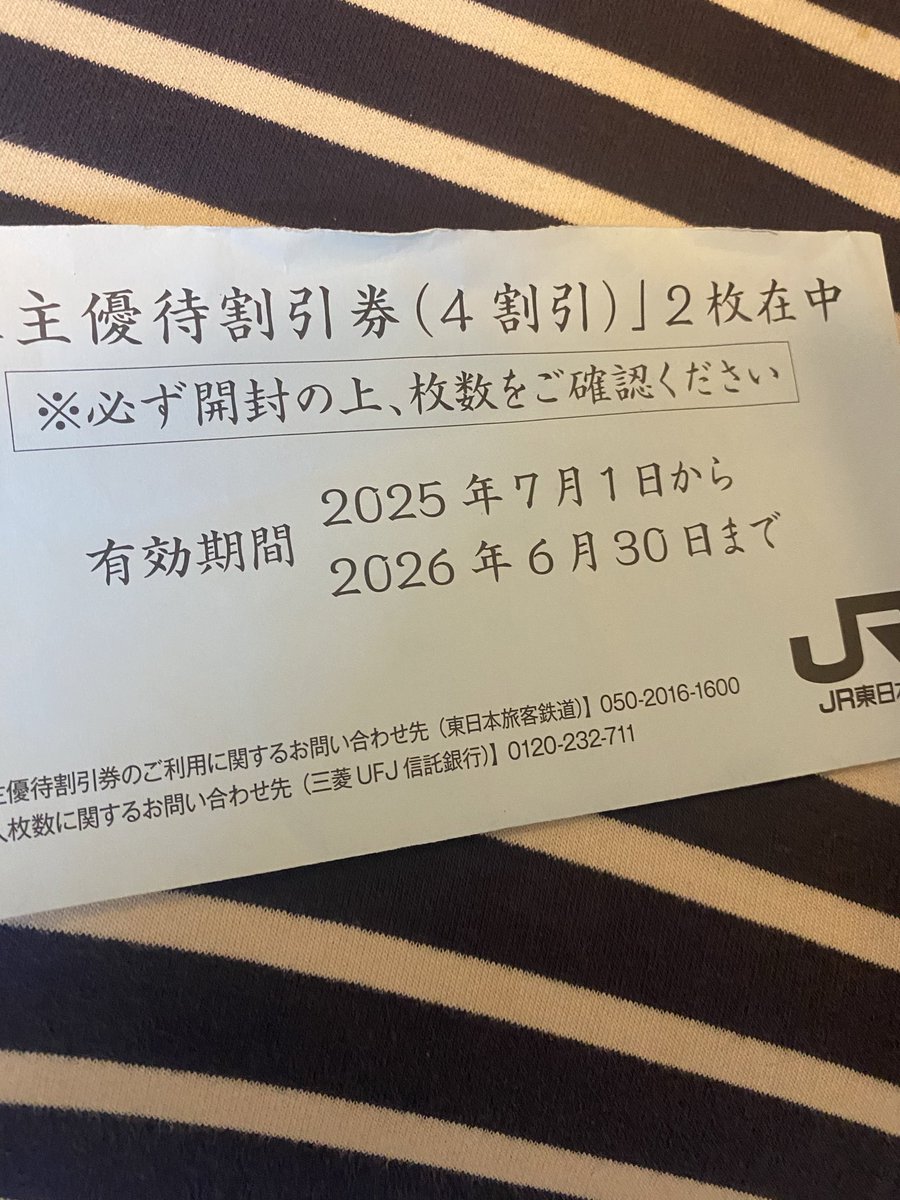 主優待割引券(4割引)」2枚在中
※必ず開封の上、枚数をご確認ください
有効期間
2025年7月1日から
2026年6月30日まで
JR
JR東日
優待割引券のご利用に関するお問い合わせ先（東日本旅客鉄道）】050-2016-1600
枚数に関するお問い合わせ先（三菱UFJ信託銀行）】0120-232-711